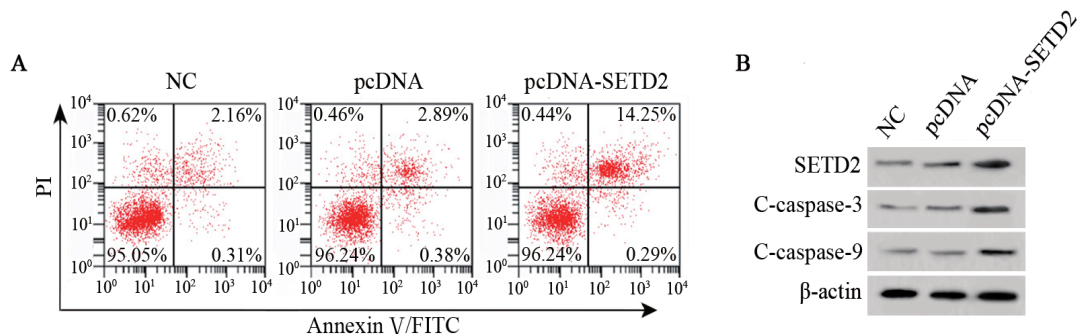 A
NC
pcDNA
pcDNA-SETD2
PI
10⁴
10³
10²
10¹
10⁰
0.62%
2.16%
95.05%
0.31%
10⁰ 10¹ 10² 10³ 10⁴
10⁴
10³
10²
10¹
10⁰
0.46%
2.89%
96.24%
0.38%
10⁰ 10¹ 10² 10³ 10⁴
10⁴
10³
10²
10¹
10⁰
0.44%
14.25%
96.24%
0.29%
10⁰ 10¹ 10² 10³ 10⁴
Annexin V/FITC
B
NC
pcDNA
pcDNA-SETD2
SETD2
C-caspase-3
C-caspase-9
β-actin